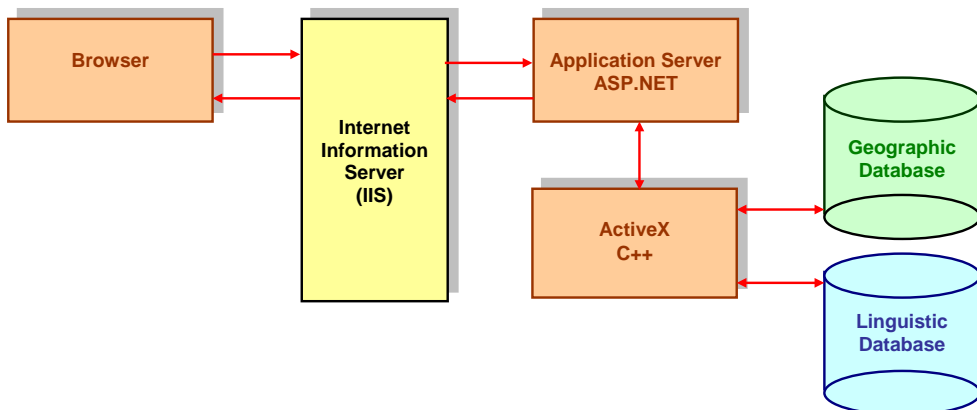 Browser
Internet
Information
Server
(IIS)
Application Server
ASP.NET
ActiveX
C++
Geographic
Database
Linguistic
Database